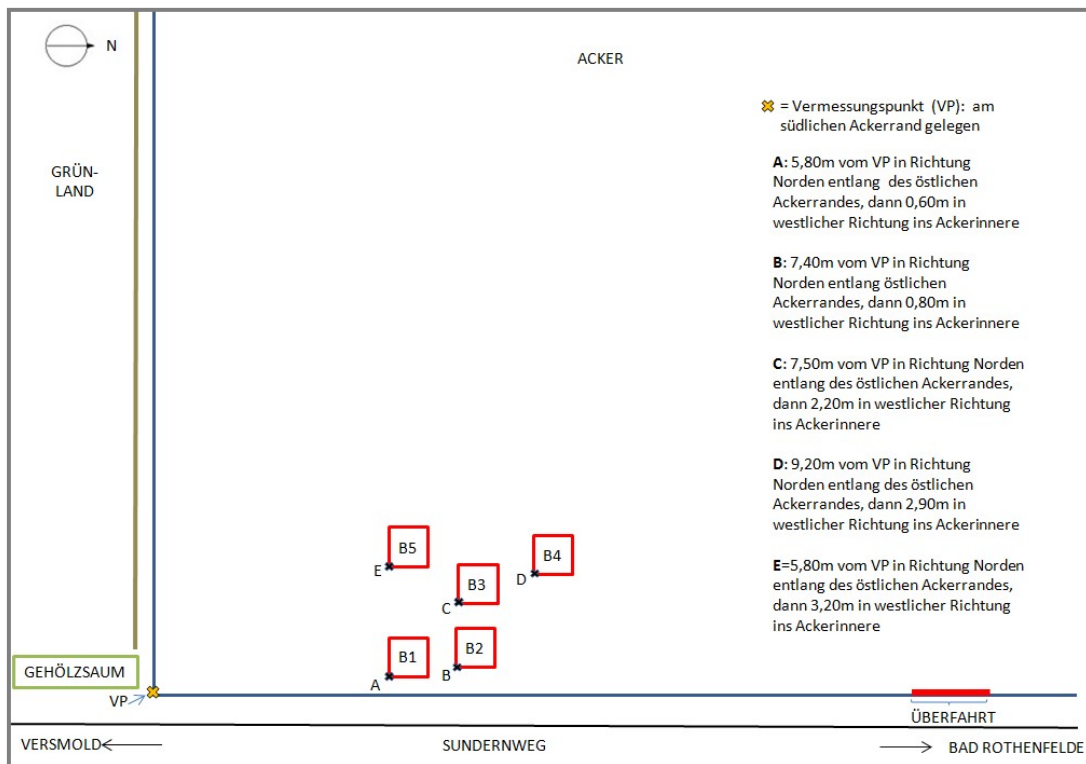 N
ACKER
GRÜN-
LAND
= Vermessungspunkt (VP): am
südlichen Ackerrand gelegen
A: 5,80m vom VP in Richtung
Norden entlang des östlichen
Ackerrandes, dann 0,60m in
westlicher Richtung ins Ackerinnere
B: 7,40m vom VP in Richtung
Norden entlang östlichen
Ackerrandes, dann 0,80m in
westlicher Richtung ins Ackerinnere
C: 7,50m vom VP in Richtung Norden
entlang des östlichen Ackerrandes,
dann 2,20m in westlicher Richtung
ins Ackerinnere
D: 9,20m vom VP in Richtung
Norden entlang des östlichen
Ackerrandes, dann 2,90m in
westlicher Richtung ins Ackerinnere
E=5,80m vom VP in Richtung Norden
entlang des östlichen Ackerrandes,
dann 3,20m in westlicher Richtung
ins Ackerinnere
B5
E
B4
D
B3
C
B1
A
B2
B
GEHÖLZSAUM
VP
ÜBERFAHRT
VERSMOLD
SUNDERNWEG
BAD ROTHENFELDE